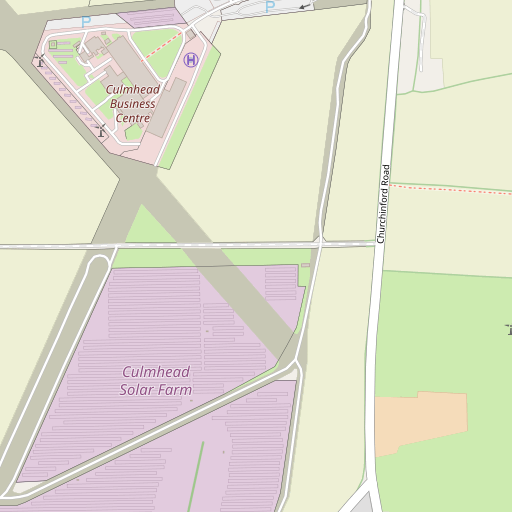 P
P
H
Culmhead
Business
Centre
Churchinford Road
Culmhead
Solar Farm